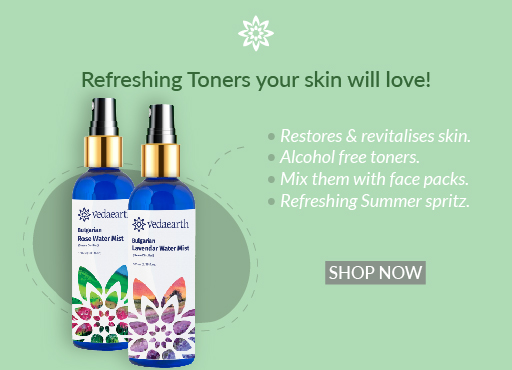 Refreshing Toners your skin will love!
• Restores & revitalises skin.
• Alcohol free toners.
• Mix them with face packs.
• Refreshing Summer spritz.
SHOP NOW
vedaearth
Bulgarian
Rose Water Mist
vedaearth
Bulgarian
Lavendar Water Mist